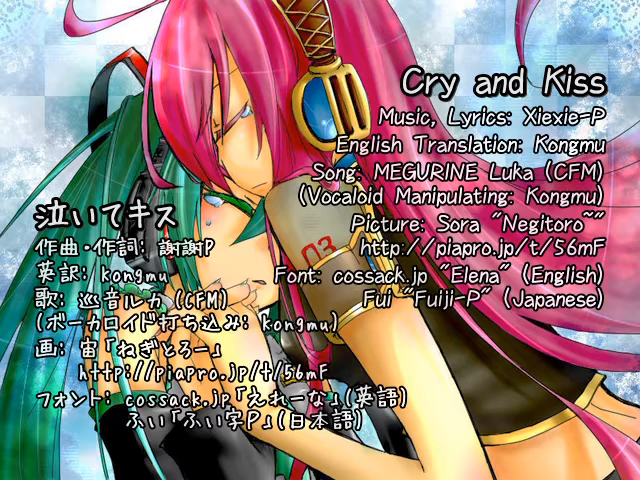 Cry and Kiss
Music, Lyrics: Xiexie-P
English Translation: Kongmu
Song: MEGURINE Luka (CFM)
(Vocaloid Manipulating: Kongmu)
Picture: Sora "Negitoro~"
http://piapro.jp/t/56mF
Font: cossack.jp "Elena" (English)
Fui "Fuiji-P" (Japanese)
03
泣いてキス
作曲・作詞: 謝謝P
英訳: kongmu
歌: 巡音ルカ (CFM)
(ボーカロイド打ち込み: kongmu)
画: 宙「ねぎとろー」
http://piapro.jp/t/56mF
フォント: cossack.jp「えれーな」(英語)
ふい「ふい字P」(日本語)